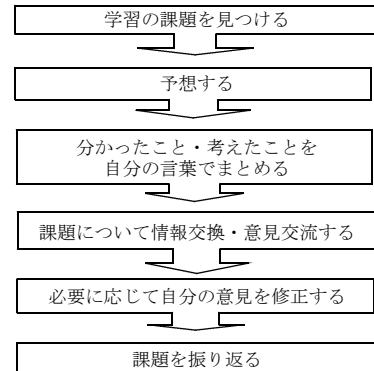 学習の課題を見つける
予想する
分かったこと・考えたことを
自分の言葉でまとめる
課題について情報交換・意見交流する
必要に応じて自分の意見を修正する
課題を振り返る